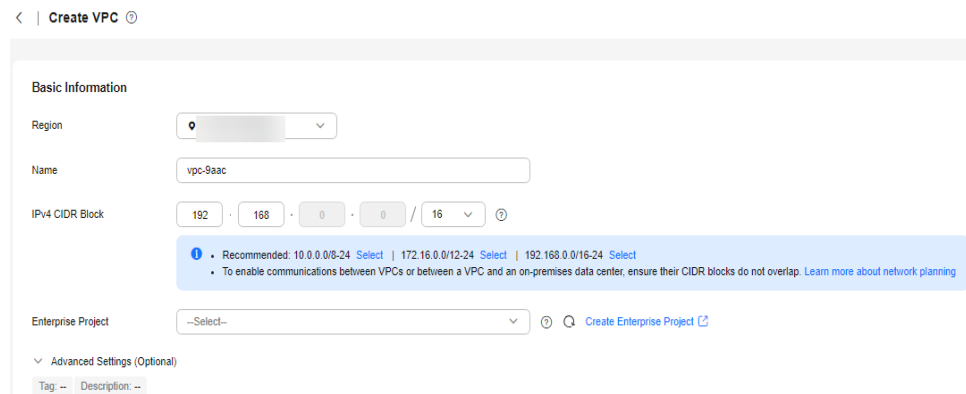 Create VPC
Basic Information
Region
Name vpc-9aac
IPv4 CIDR Block 192 . 168 . 0 . 0 / 16
Recommended: 10.0.0.0/8-24 Select | 172.16.0.0/12-24 Select | 192.168.0.0/16-24 Select
To enable communications between VPCs or between a VPC and an on-premises data center, ensure their CIDR blocks do not overlap. Learn more about network planning
Enterprise Project --Select-- Create Enterprise Project
Advanced Settings (Optional)
Tag: -- Description: --